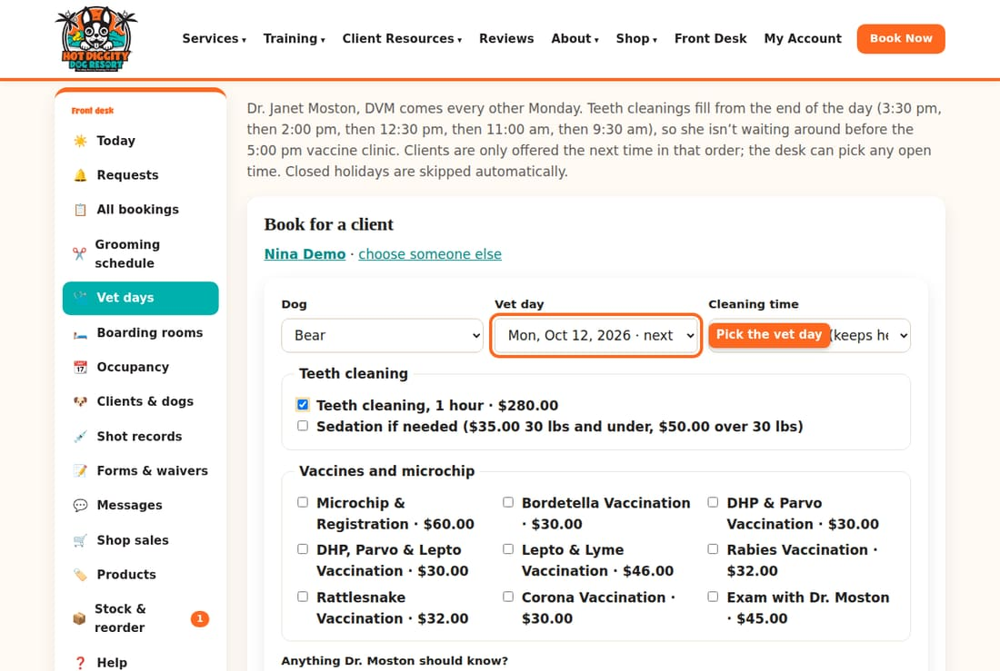 HOT DIGGITY
DOG RESORT
Services ▾
Training ▾
Client Resources ▾
Reviews
About ▾
Shop ▾
Front Desk
My Account
Book Now
Front desk
Today
Requests
All bookings
Grooming
schedule
Vet days
Boarding rooms
Occupancy
Clients & dogs
Shot records
Forms & waivers
Messages
Shop sales
Products
Stock &
reorder
1
Help
Dr. Janet Moston, DVM comes every other Monday. Teeth cleanings fill from the end of the day (3:30 pm,
then 2:00 pm, then 12:30 pm, then 11:00 am, then 9:30 am), so she isn’t waiting around before the
5:00 pm vaccine clinic. Clients are only offered the next time in that order; the desk can pick any open
time. Closed holidays are skipped automatically.
Book for a client
Nina Demo · choose someone else
Dog
Vet day
Cleaning time
Bear
Mon, Oct 12, 2026 · next
Pick the vet day
(keeps he
Teeth cleaning
Teeth cleaning, 1 hour · $280.00
Sedation if needed ($35.00 30 lbs and under, $50.00 over 30 lbs)
Vaccines and microchip
Microchip &
Registration · $60.00
Bordetella Vaccination
· $30.00
DHP & Parvo
Vaccination · $30.00
DHP, Parvo & Lepto
Vaccination · $30.00
Lepto & Lyme
Vaccination · $46.00
Rabies Vaccination ·
$32.00
Rattlesnake
Vaccination · $32.00
Corona Vaccination ·
$30.00
Exam with Dr. Moston
· $45.00
Anything Dr. Moston should know?